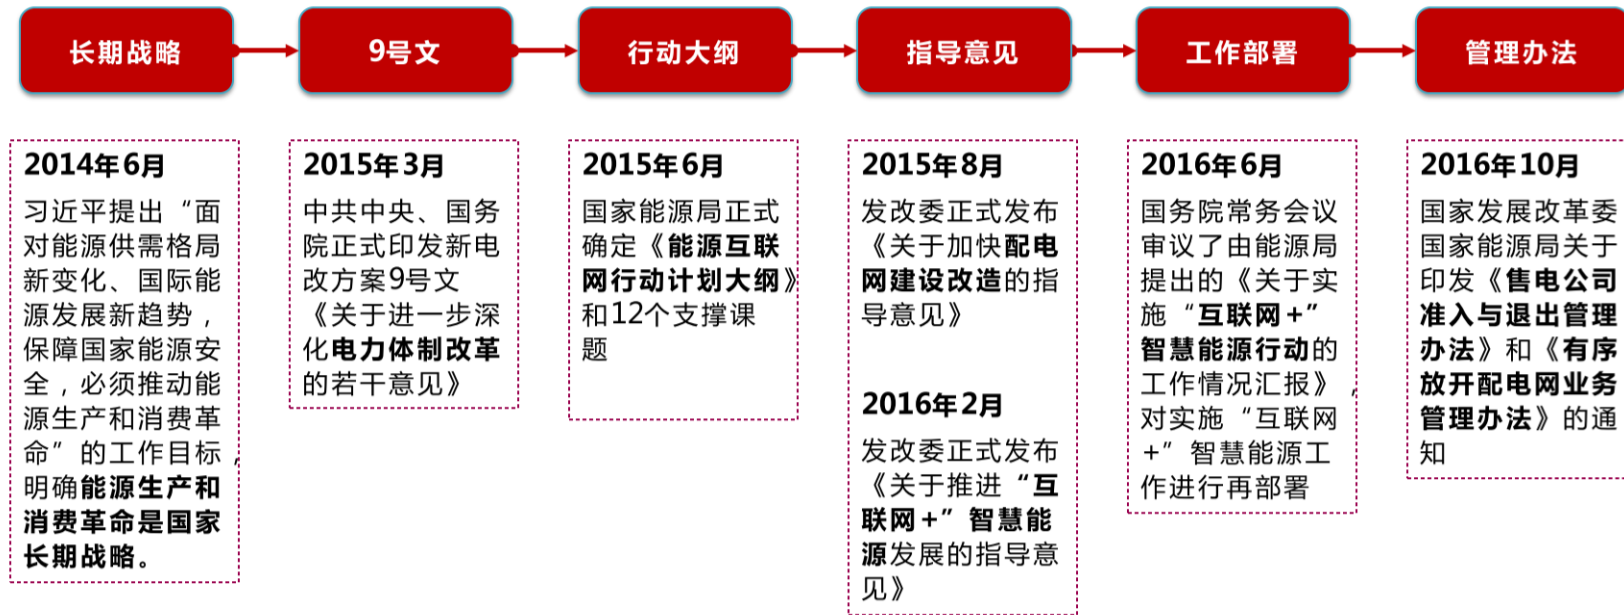 长期战略
9号文
行动大纲
指导意见
工作部署
管理办法
2014年6月
习近平提出“面
对能源供需格局
新变化、国际能
源发展新趋势，
保障国家能源安
全，必须推动能
源生产和消费革
命”的工作目标，
明确能源生产和
消费革命是国家
长期战略。
2015年3月
中共中央、国务
院正式印发新电
改方案9号文
《关于进一步深
化电力体制改革
的若干意见》
2015年6月
国家能源局正式
确定《能源互联
网行动计划大纲》
和12个支撑课
题
2015年8月
发改委正式发布
《关于加快配电
网建设改造的指
导意见》
2016年2月
发改委正式发布
《关于推进“互
联网+”智慧能
源发展的指导意
见》
2016年6月
国务院常务会议
审议了由能源局
提出的《关于实
施“互联网+”
智慧能源行动的
工作情况汇报》，
对实施“互联网
+”智慧能源工
作进行再部署
2016年10月
国家发展改革委
国家能源局关于
印发《售电公司
准入与退出管理
办法》和《有序
放开配电网业务
管理办法》的通
知